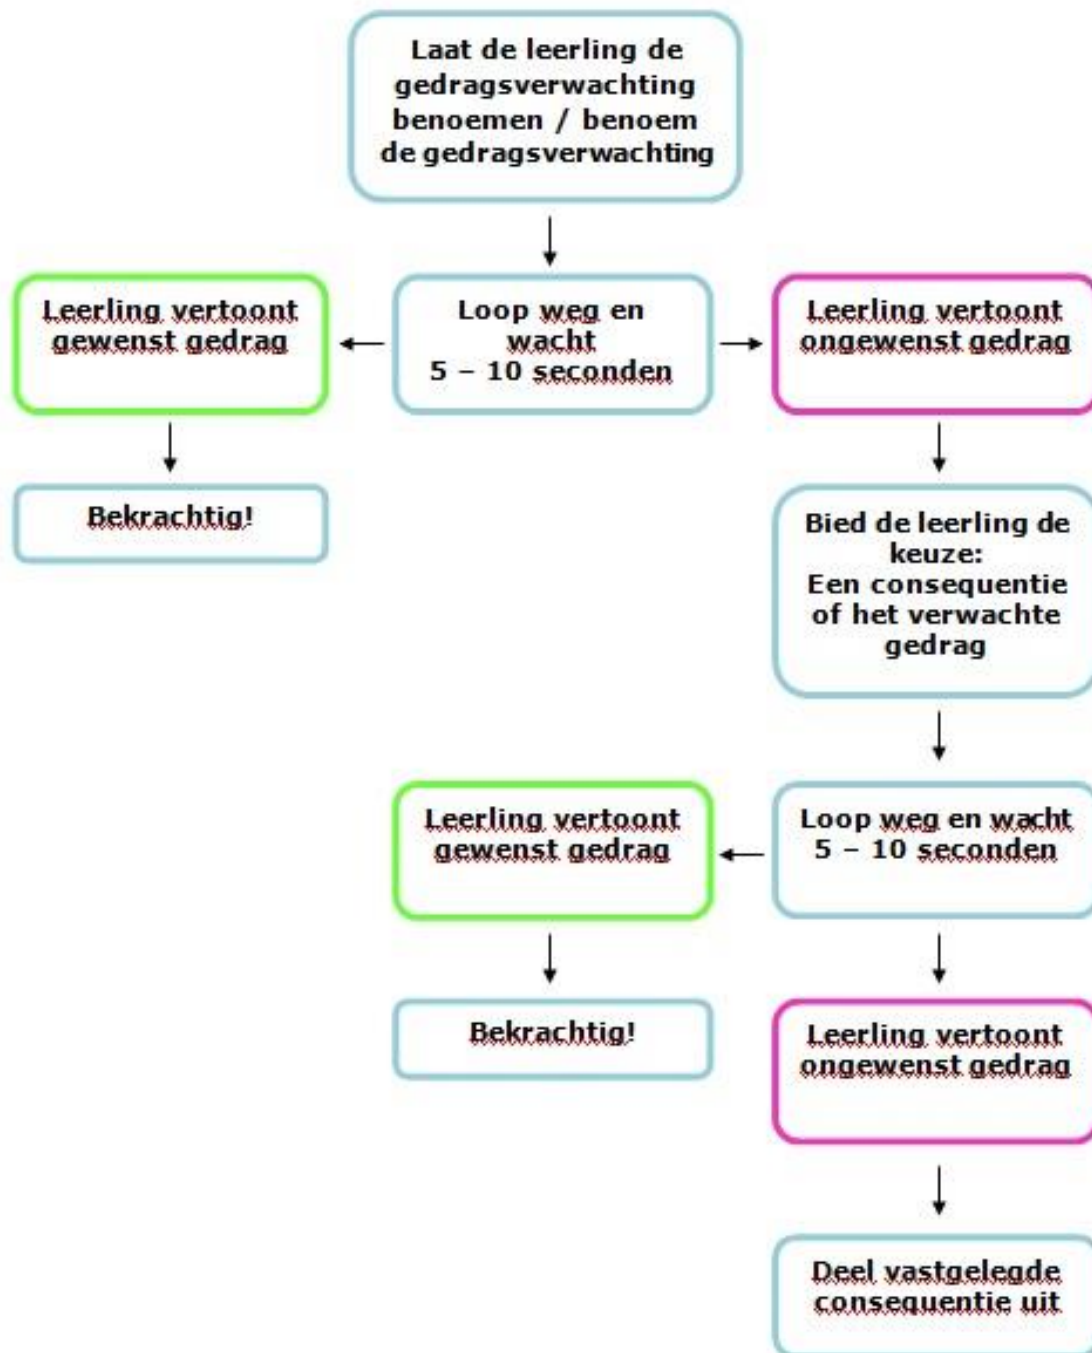 Laat de leerling de
gedragsverwachting
benoemen / benoem
de gedragsverwachting
Leerling vertoont
gewenst gedrag
Loop weg en
wacht
5 – 10 seconden
Leerling vertoont
ongewenst gedrag
Bekrachtig!
Bied de leerling de
keuze:
Een consequentie
of het verwachte
gedrag
Leerling vertoont
gewenst gedrag
Loop weg en wacht
5 – 10 seconden
Bekrachtig!
Leerling vertoont
ongewenst gedrag
Deel vastgelegde
consequentie uit